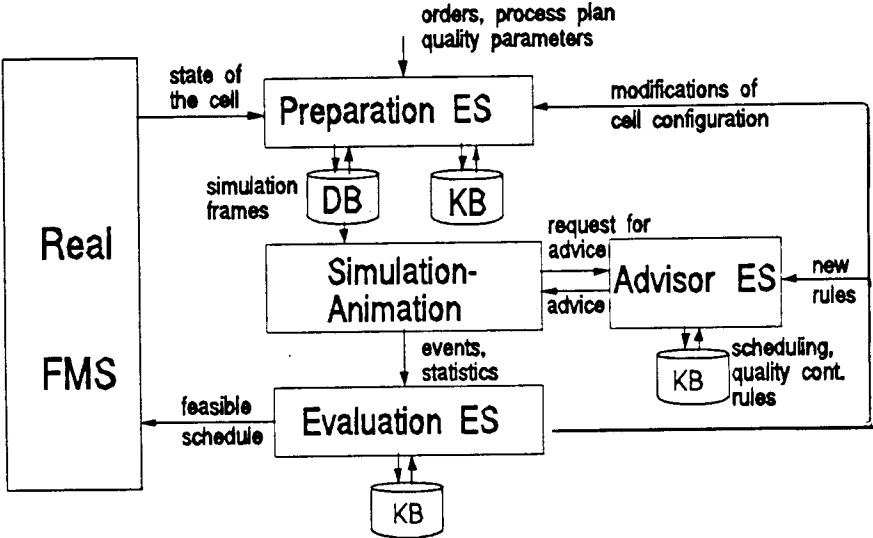 orders, process plan
quality parameters
state of
the cell
Preparation ES
modifications of
cell configuration
simulation
frames
DB
KB
Real
FMS
request for
advice
Simulation-
Animation
advice
Advisor ES
new
rules
events,
statistics
KB
scheduling,
quality cont.
rules
feasible
schedule
Evaluation ES
KB